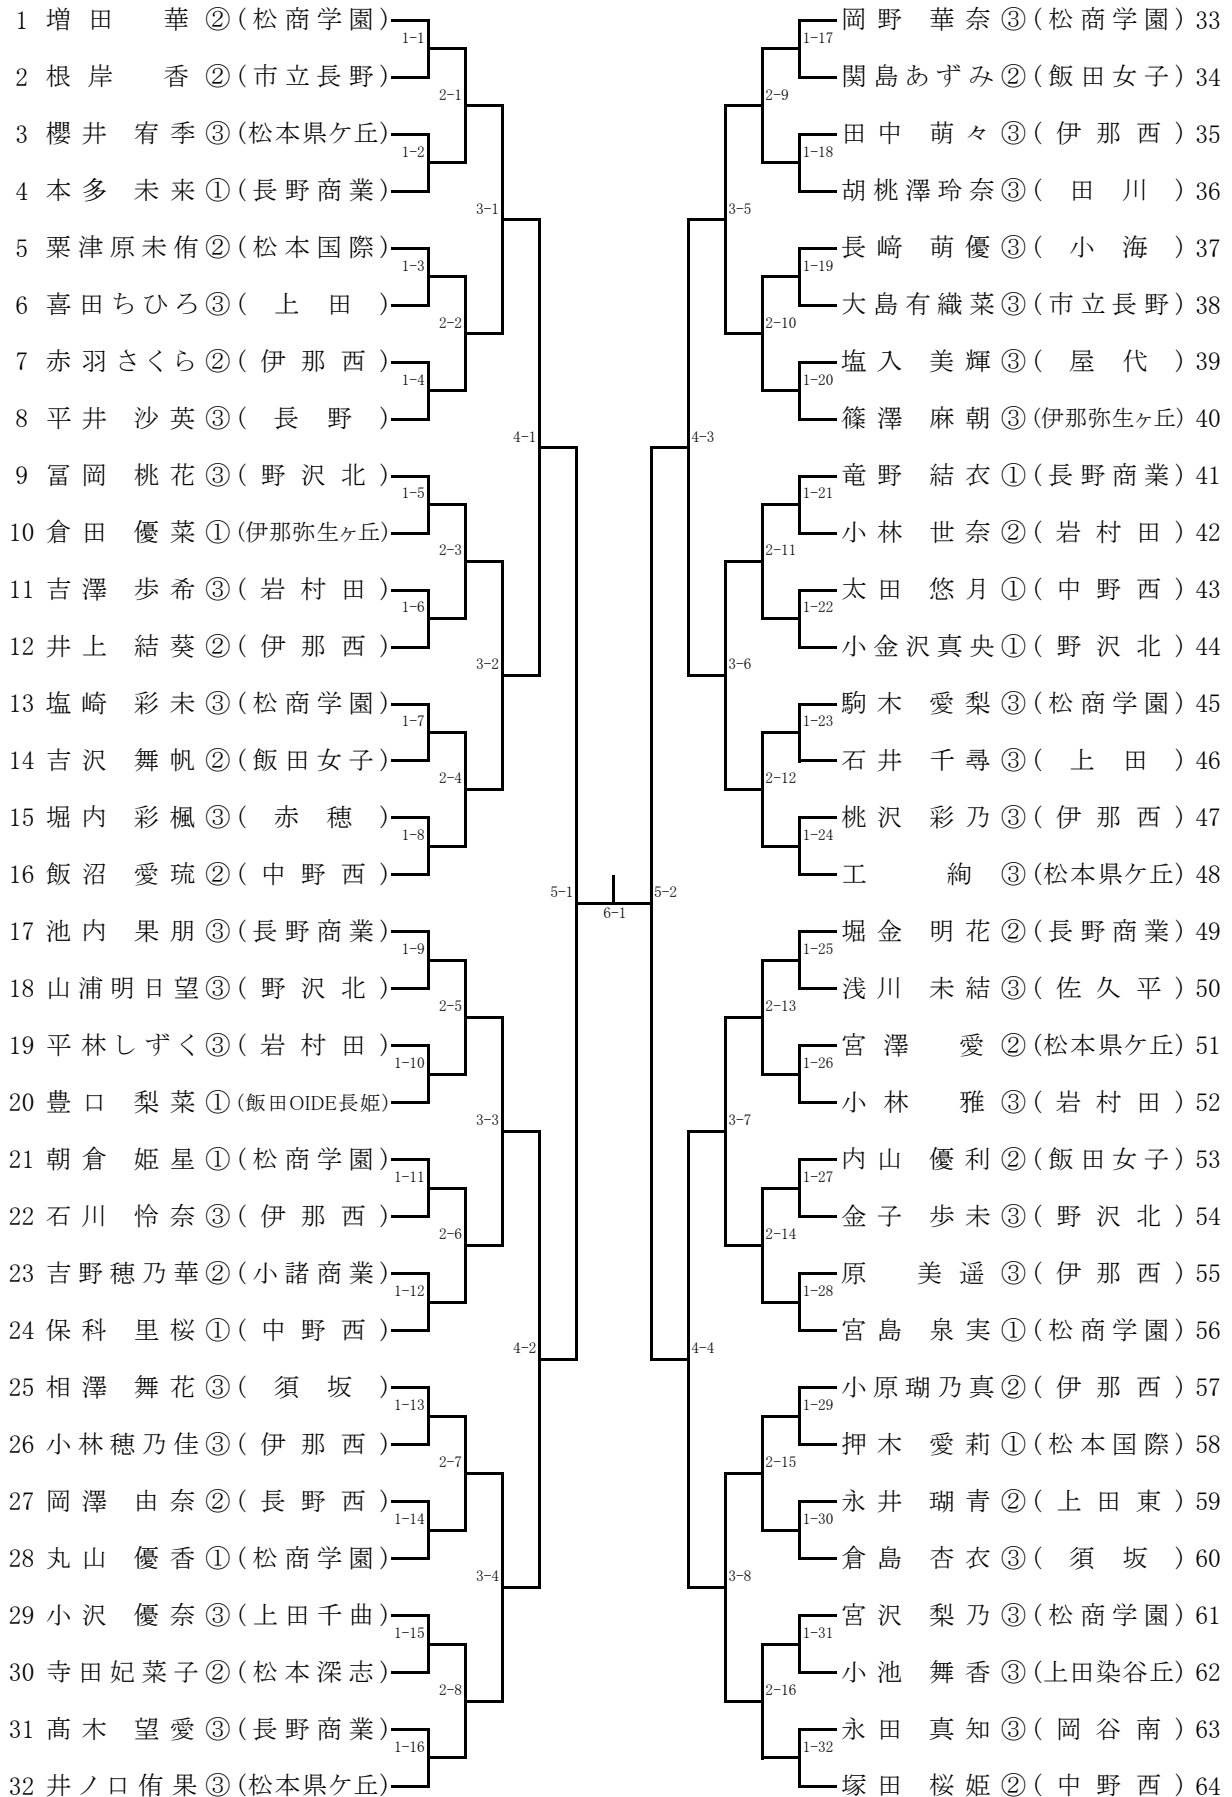 1 増田 華 ② (松商学園)
1-1
2 根岸 香 ② (市立長野)
2-1
3 櫻井 宥季 ③ (松本県ケ丘)
1-2
4 本多 未来 ① (長野商業)
3-1
5 粟津原未侑 ② (松本国際)
1-3
6 喜田ちひろ ③ (上田)
2-2
7 赤羽さくら ② (伊那西)
1-4
8 平井 沙英 ③ (長野)
4-1
9 冨岡 桃花 ③ (野沢北)
1-5
10 倉田 優菜 ① (伊那弥生ヶ丘)
2-3
11 吉澤 歩希 ③ (岩村田)
1-6
12 井上 結葵 ② (伊那西)
3-2
13 塩崎 彩未 ③ (松商学園)
1-7
14 吉沢 舞帆 ② (飯田女子)
2-4
15 堀内 彩楓 ③ (赤穂)
1-8
16 飯沼 愛琉 ② (中野西)
5-1
17 池内 果朋 ③ (長野商業)
1-9
18 山浦明日望 ③ (野沢北)
2-5
19 平林しずく ③ (岩村田)
1-10
20 豊口 梨菜 ① (飯田OIDE長姫)
3-3
21 朝倉 姫星 ① (松商学園)
1-11
22 石川 怜奈 ③ (伊那西)
2-6
23 吉野穂乃華 ② (小諸商業)
1-12
24 保科 里桜 ① (中野西)
4-2
25 相澤 舞花 ③ (須坂)
1-13
26 小林穂乃佳 ③ (伊那西)
2-7
27 岡澤 由奈 ② (長野西)
1-14
28 丸山 優香 ① (松商学園)
3-4
29 小沢 優奈 ③ (上田千曲)
1-15
30 寺田妃菜子 ② (松本深志)
2-8
31 髙木 望愛 ③ (長野商業)
1-16
32 井ノ口侑果 ③ (松本県ケ丘)
6-1
岡野 華奈 ③ (松商学園) 33
1-17
関島あずみ ② (飯田女子) 34
2-9
田中 萌々 ③ (伊那西) 35
1-18
胡桃澤玲奈 ③ (田川) 36
3-5
長﨑 萌優 ③ (小海) 37
1-19
大島有織菜 ③ (市立長野) 38
2-10
塩入 美輝 ③ (屋代) 39
1-20
篠澤 麻朝 ③ (伊那弥生ヶ丘) 40
4-3
竜野 結衣 ① (長野商業) 41
1-21
小林 世奈 ② (岩村田) 42
2-11
太田 悠月 ① (中野西) 43
1-22
小金沢真央 ① (野沢北) 44
3-6
駒木 愛梨 ③ (松商学園) 45
1-23
石井 千尋 ③ (上田) 46
2-12
桃沢 彩乃 ③ (伊那西) 47
1-24
工 絢 ③ (松本県ケ丘) 48
5-2
堀金 明花 ② (長野商業) 49
1-25
浅川 未結 ③ (佐久平) 50
2-13
宮澤 愛 ② (松本県ケ丘) 51
1-26
小林 雅 ③ (岩村田) 52
3-7
内山 優利 ② (飯田女子) 53
1-27
金子 歩未 ③ (野沢北) 54
2-14
原 美遥 ③ (伊那西) 55
1-28
宮島 泉実 ① (松商学園) 56
4-4
小原瑚乃真 ② (伊那西) 57
1-29
押木 愛莉 ① (松本国際) 58
2-15
永井 瑚青 ② (上田東) 59
1-30
倉島 杏衣 ③ (須坂) 60
3-8
宮沢 梨乃 ③ (松商学園) 61
1-31
小池 舞香 ③ (上田染谷丘) 62
2-16
永田 真知 ③ (岡谷南) 63
1-32
塚田 桜姫 ② (中野西) 64